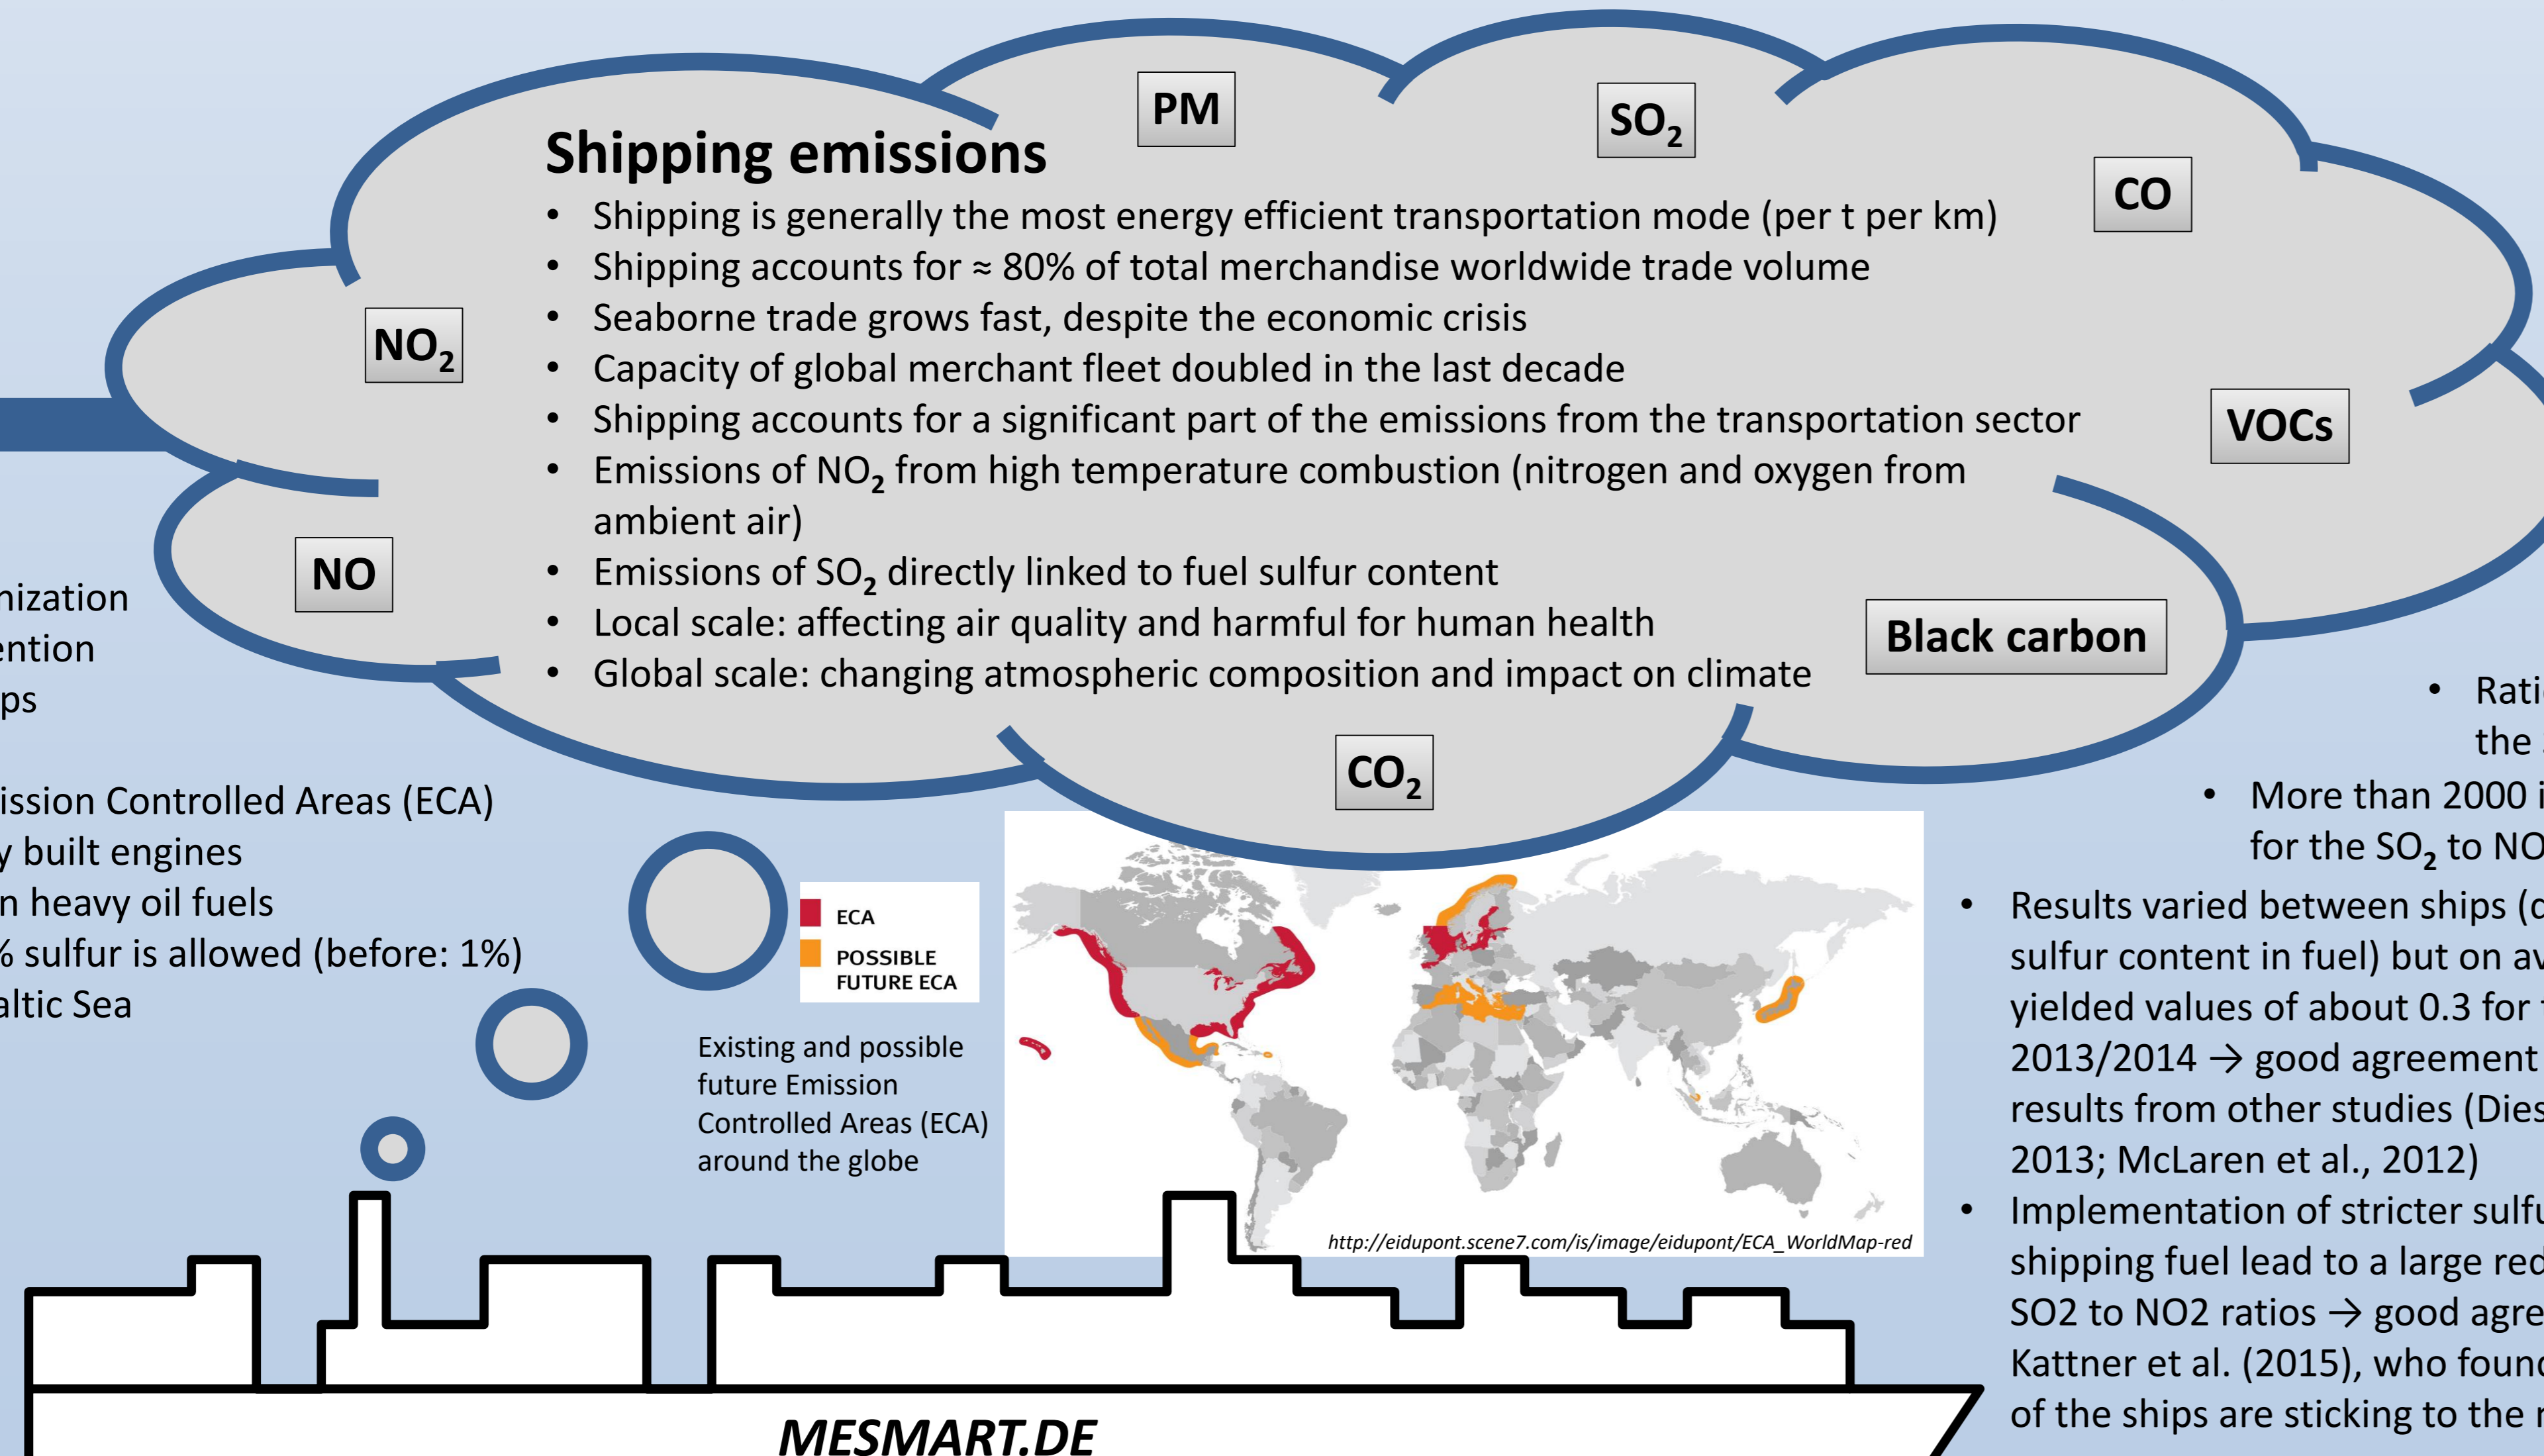 PM
SO₂
CO
NO₂
VOCs
NO
Black carbon
CO₂
Shipping emissions
• Shipping is generally the most energy efficient transportation mode (per t per km)
• Shipping accounts for ≈ 80% of total merchandise worldwide trade volume
• Seaborne trade grows fast, despite the economic crisis
• Capacity of global merchant fleet doubled in the last decade
• Shipping accounts for a significant part of the emissions from the transportation sector
• Emissions of NO₂ from high temperature combustion (nitrogen and oxygen from
ambient air)
• Emissions of SO₂ directly linked to fuel sulfur content
• Local scale: affecting air quality and harmful for human health
• Global scale: changing atmospheric composition and impact on climate
nization
ention
ps
ission Controlled Areas (ECA)
y built engines
n heavy oil fuels
% sulfur is allowed (before: 1%)
altic Sea
ECA
POSSIBLE
FUTURE ECA
Existing and possible
future Emission
Controlled Areas (ECA)
around the globe
http://eidupont.scene7.com/is/image/eidupont/ECA_WorldMap-red
• Rati
the
• More than 2000 i
for the SO₂ to NO
• Results varied between ships (d
sulfur content in fuel) but on av
yielded values of about 0.3 for
2013/2014 → good agreement
results from other studies (Dies
2013; McLaren et al., 2012)
• Implementation of stricter sulfu
shipping fuel lead to a large red
SO2 to NO2 ratios → good agre
Kattner et al. (2015), who found
of the ships are sticking to the r
MESMART.DE